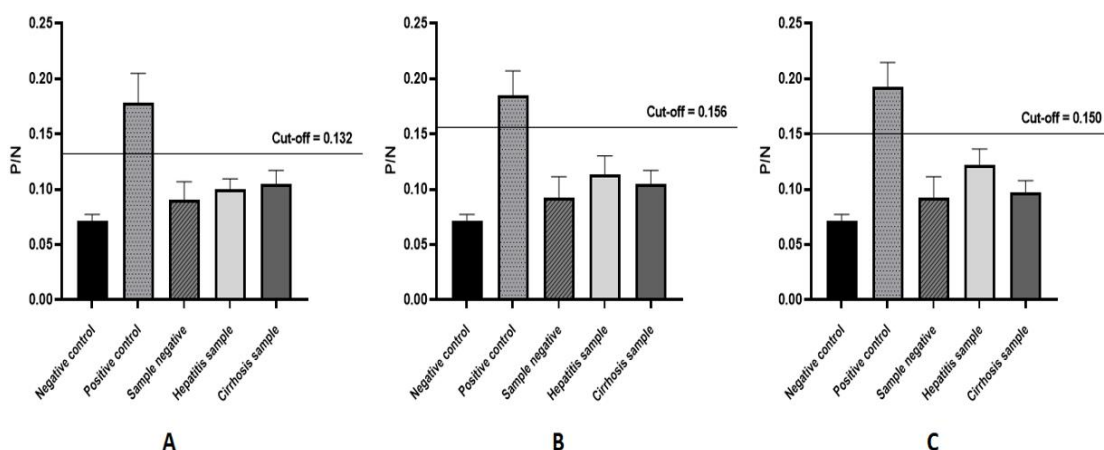 0.25
0.20
0.15
0.10
0.05
0.00
P/N
Cut-off = 0.132
Negative control
Positive control
Sample negative
Hepatitis sample
Cirrhosis sample
A
0.25
0.20
0.15
0.10
0.05
0.00
P/N
Cut-off = 0.156
Negative control
Positive control
Sample negative
Hepatitis sample
Cirrhosis sample
B
0.25
0.20
0.15
0.10
0.05
0.00
P/N
Cut-off = 0.150
Negative control
Positive control
Sample negative
Hepatitis sample
Cirrhosis sample
C